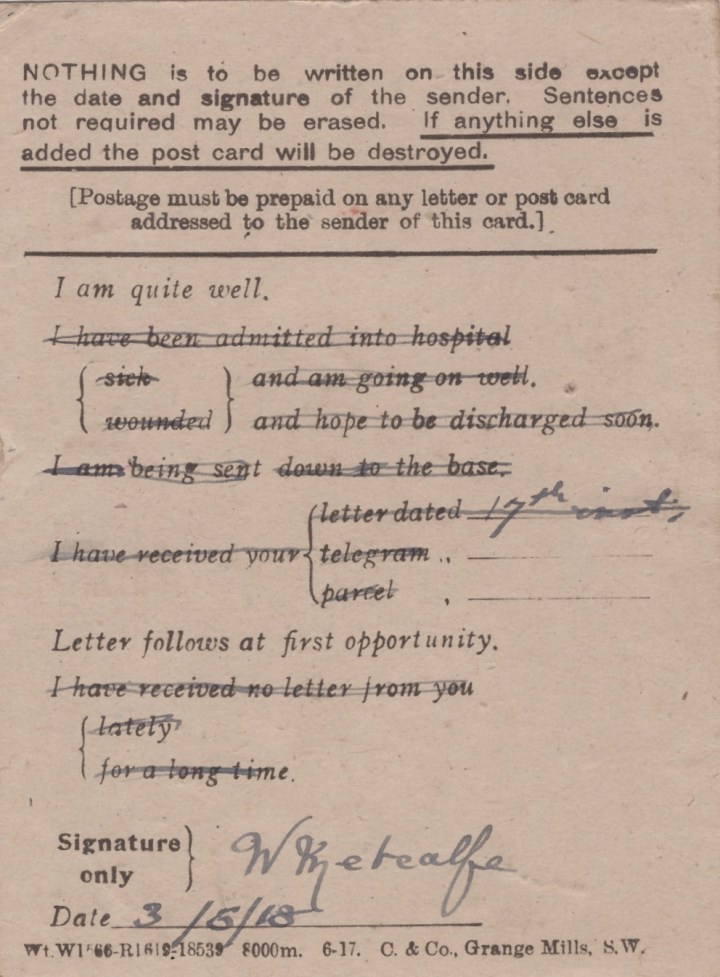 NOTHING is to be written on this side except
the date and signature of the sender. Sentences
not required may be erased. If anything else is
added the post card will be destroyed.
[Postage must be prepaid on any letter or post card
addressed to the sender of this card.]
I am quite well.
I have been admitted into hospital
sick and am going on well.
wounded and hope to be discharged soon.
I am being sent down to the base.
letter dated 17th inst,
I have received your telegram „
parcel „
Letter follows at first opportunity.
I have received no letter from you
lately
for a long time.
Signature
only W Metcalfe
Date 3/5/18
6-17. C. & Co., Grange Mills, S.W.